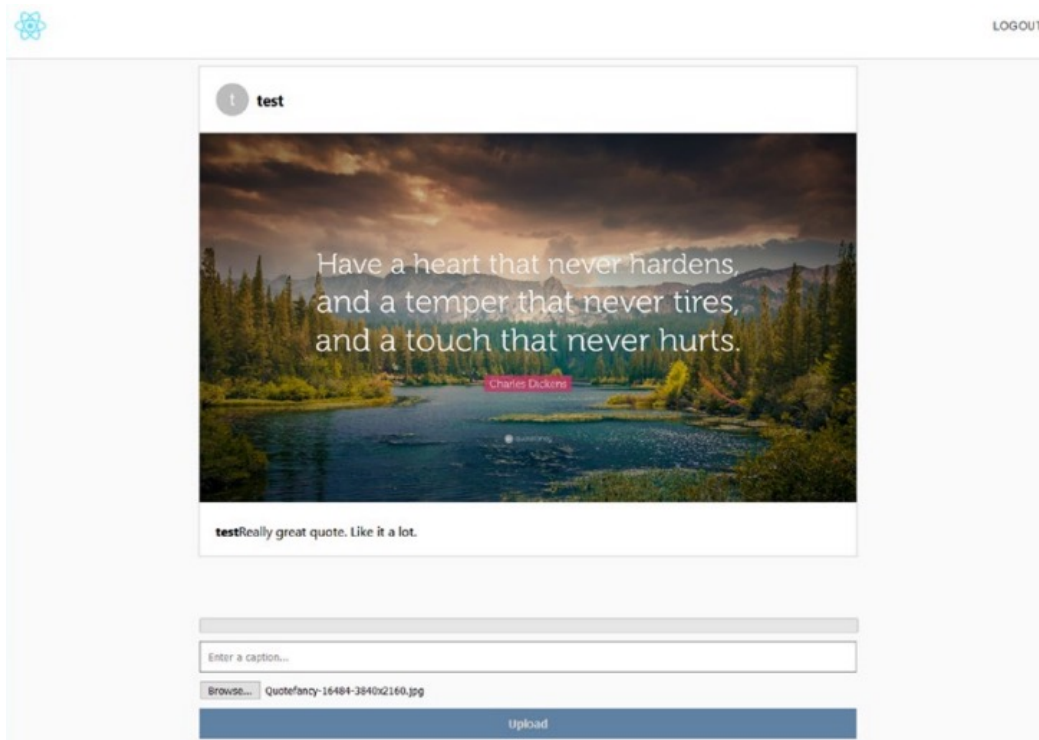 LOGOUT
t
test
Have a heart that never hardens,
and a temper that never tires,
and a touch that never hurts.
Charles Dickens
testReally great quote. Like it a lot.
Enter a caption...
Browse... Quotefancy-16484-3840x2160.jpg
Upload